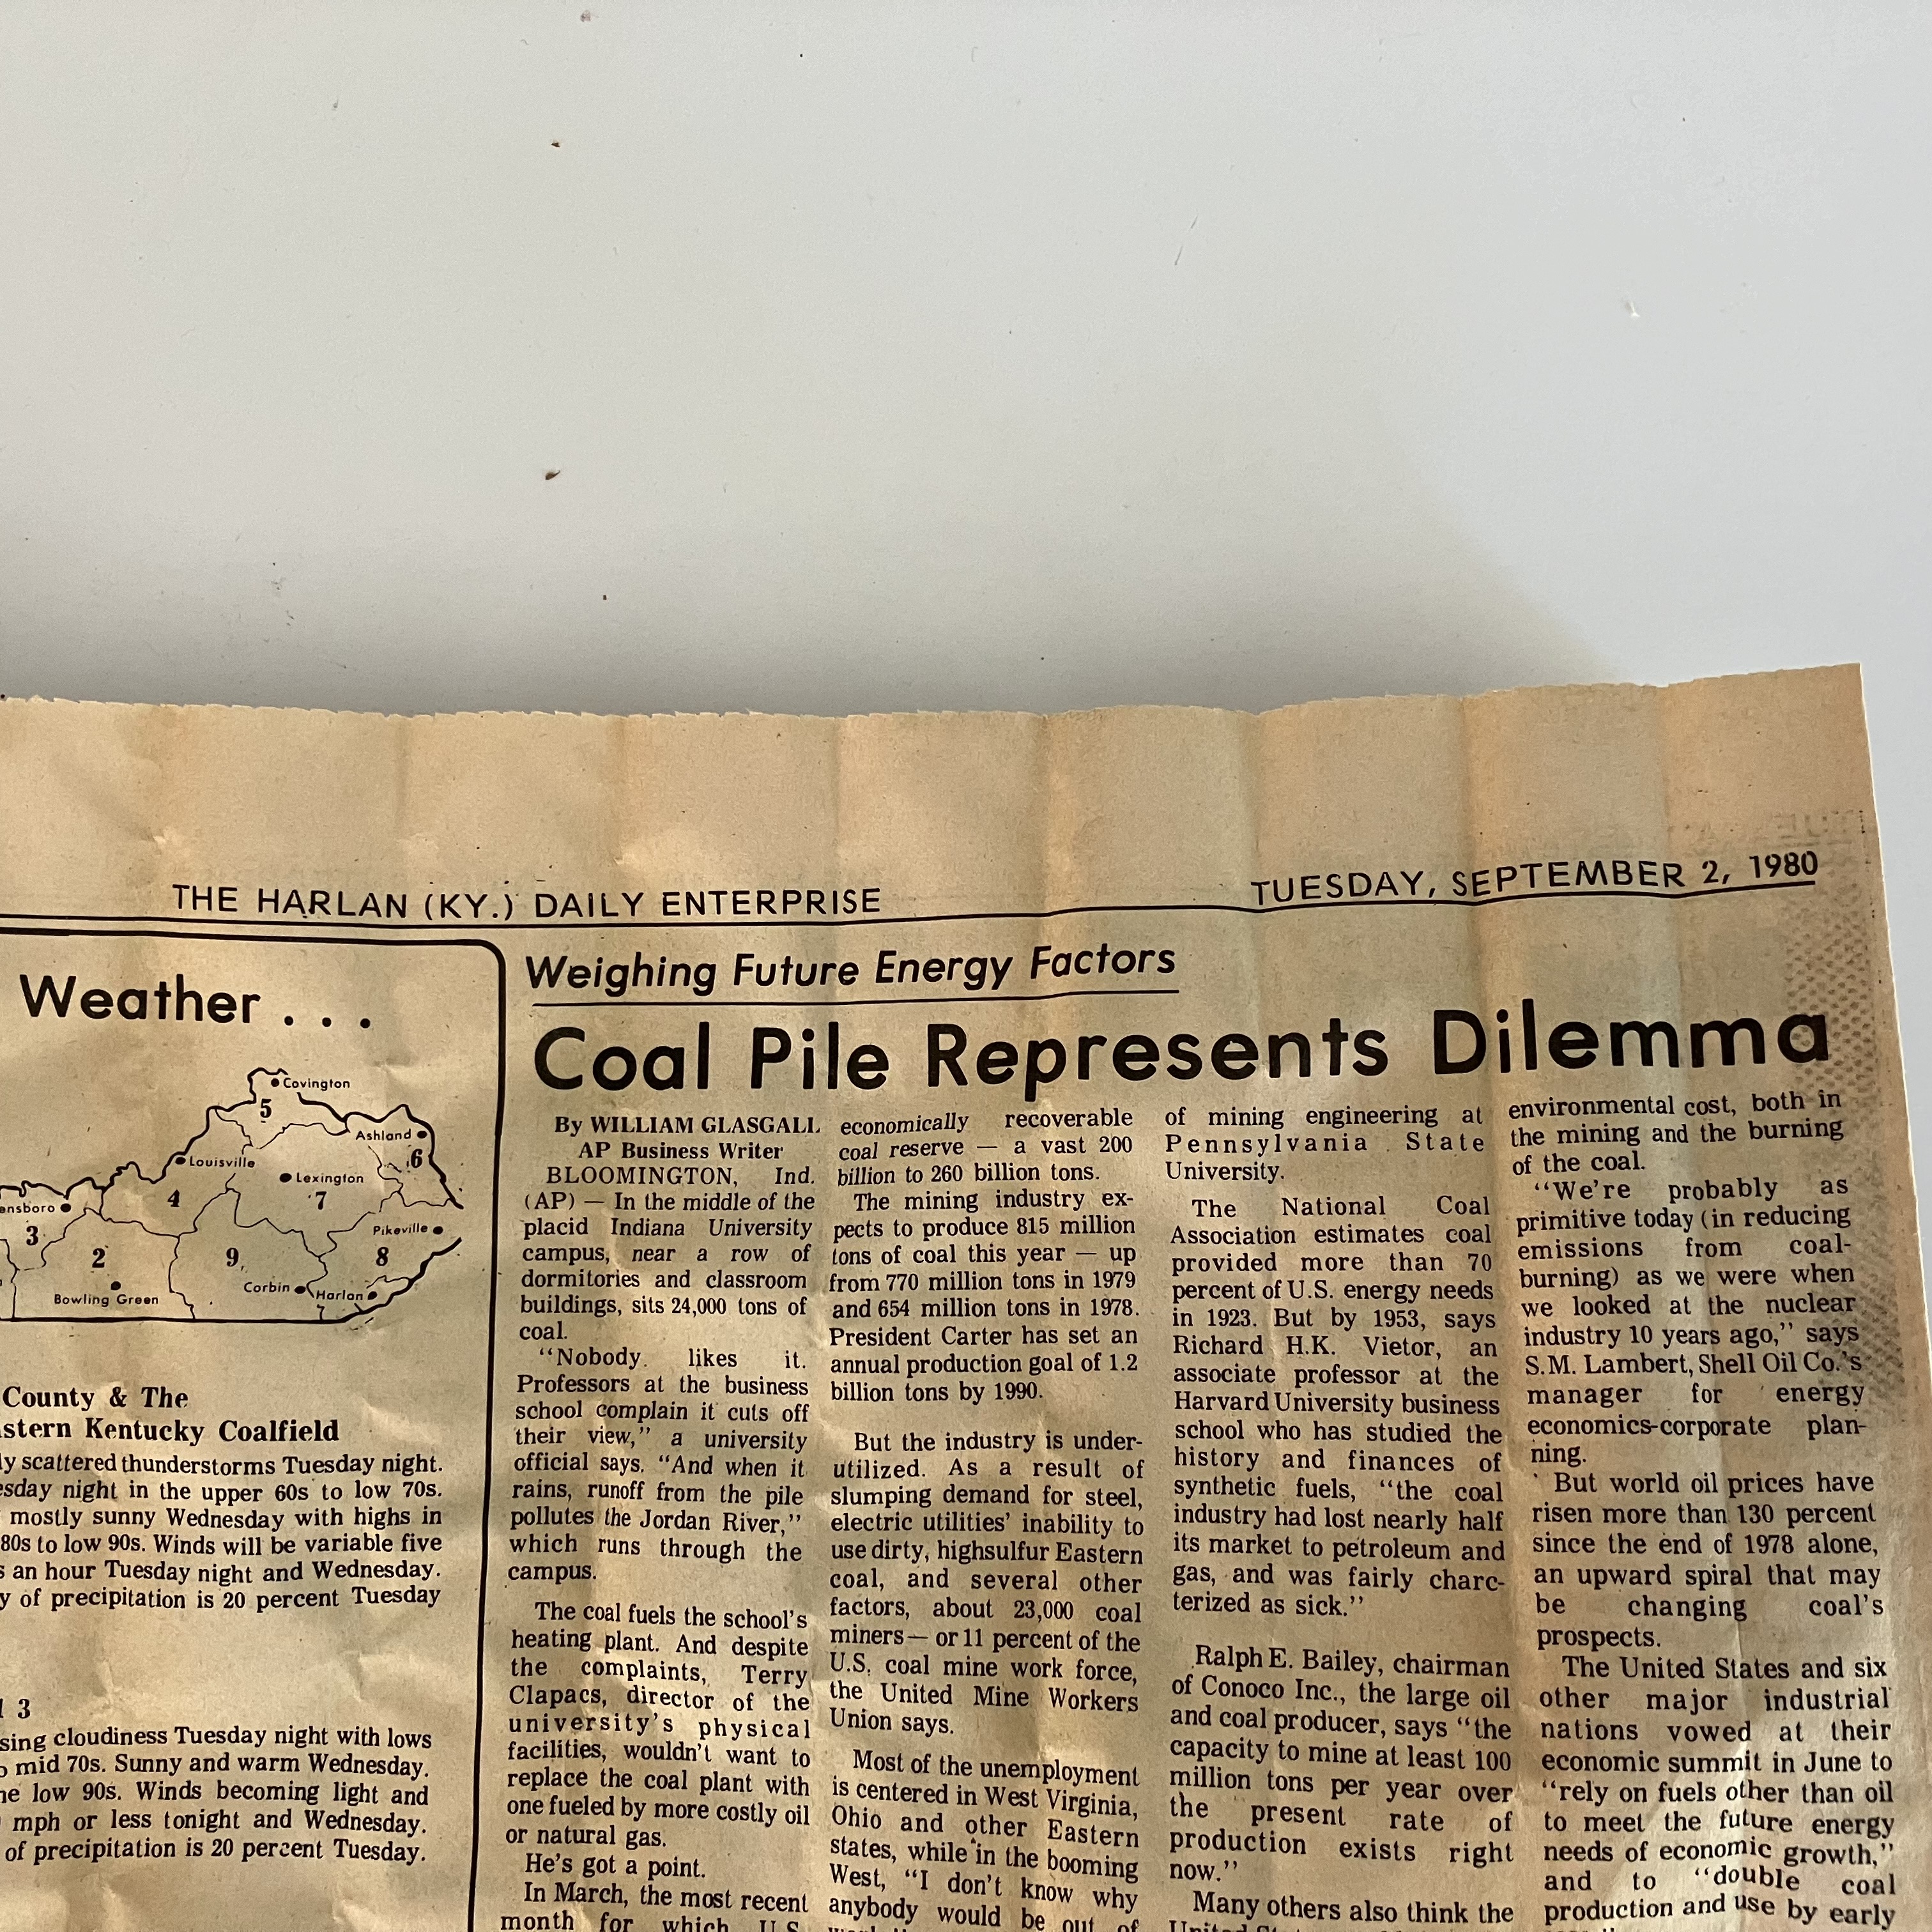 THE HARLAN (KY.) DAILY ENTERPRISE
TUESDAY, SEPTEMBER 2, 1980
Weather . . .
Covington
5
Ashland
6
Louisville
Lexington
4
7
Pikeville
3
2
9
8
Corbin
Harlan
Bowling Green
County & The
Kentucky Coalfield
scattered thunderstorms Tuesday night.
night in the upper 60s to low 70s.
mostly sunny Wednesday with highs in
80s to low 90s. Winds will be variable five
an hour Tuesday night and Wednesday.
of precipitation is 20 percent Tuesday
3
cloudiness Tuesday night with lows
mid 70s. Sunny and warm Wednesday.
low 90s. Winds becoming light and
mph or less tonight and Wednesday.
of precipitation is 20 percent Tuesday.
Weighing Future Energy Factors
Coal Pile Represents Dilemma
By WILLIAM GLASGALL
AP Business Writer
BLOOMINGTON, Ind.
(AP) — In the middle of the
placid Indiana University
campus, near a row of
dormitories and classroom
buildings, sits 24,000 tons of
coal.
"Nobody likes it.
Professors at the business
school complain it cuts off
their view," a university
official says. "And when it
rains, runoff from the pile
pollutes the Jordan River,"
which runs through the
campus.
The coal fuels the school's
heating plant. And despite
the complaints, Terry
Clapacs, director of the
university's physical
facilities, wouldn't want to
replace the coal plant with
one fueled by more costly oil
or natural gas.
He's got a point.
In March, the most recent
month for which U.S.
economically recoverable
coal reserve — a vast 200
billion to 260 billion tons.
The mining industry ex-
pects to produce 815 million
tons of coal this year — up
from 770 million tons in 1979
and 654 million tons in 1978.
President Carter has set an
annual production goal of 1.2
billion tons by 1990.
But the industry is under-
utilized. As a result of
slumping demand for steel,
electric utilities' inability to
use dirty, highsulfur Eastern
coal, and several other
factors, about 23,000 coal
miners — or 11 percent of the
U.S. coal mine work force,
the United Mine Workers
Union says.
Most of the unemployment
is centered in West Virginia,
Ohio and other Eastern
states, while in the booming
West, "I don't know why
anybody would be out of
of mining engineering at
Pennsylvania State
University.
The National Coal
Association estimates coal
provided more than 70
percent of U.S. energy needs
in 1923. But by 1953, says
Richard H.K. Vietor, an
associate professor at the
Harvard University business
school who has studied the
history and finances of
synthetic fuels, "the coal
industry had lost nearly half
its market to petroleum and
gas, and was fairly charc-
terized as sick."
Ralph E. Bailey, chairman
of Conoco Inc., the large oil
and coal producer, says "the
capacity to mine at least 100
million tons per year over
the present rate of
production exists right
now."
Many others also think the
environmental cost, both in
the mining and the burning
of the coal.
"We're probably as
primitive today (in reducing
emissions from coal-
burning) as we were when
we looked at the nuclear
industry 10 years ago," says
S.M. Lambert, Shell Oil Co.'s
manager for energy
economics-corporate plan-
ning.
But world oil prices have
risen more than 130 percent
since the end of 1978 alone,
an upward spiral that may
be changing coal's
prospects.
The United States and six
other major industrial
nations vowed at their
economic summit in June to
"rely on fuels other than oil
to meet the future energy
needs of economic growth,"
and to "double coal
production and use by early